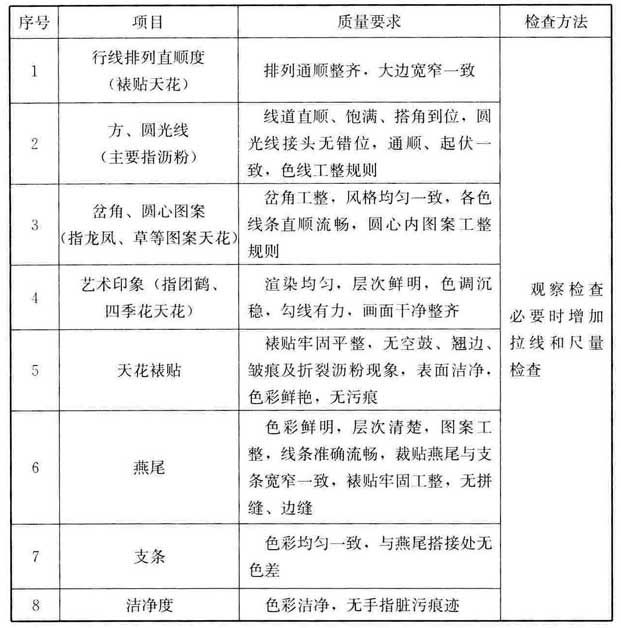 序号 项目 质量要求 检查方法
1 行线排列直顺度
（裱贴天花） 排列通顺整齐，大边宽窄一致
2 方、圆光线
（主要指沥粉） 线道直顺、饱满、搭角到位，圆
光线接头无错位，通顺、起伏一
致，色线工整规则
3 岔角、圆心图案
（指龙凤、草等图案天花） 岔角工整，风格均匀一致，各色
线条直顺流畅，圆心内图案工整
规则
4 艺术印象（指团鹤、
四季花天花） 渲染均匀，层次鲜明，色调沉
稳，勾线有力，画面干净整齐
5 天花裱贴 裱贴牢固平整，无空鼓、翘边、
皱痕及折裂沥粉现象，表面洁净，
色彩鲜艳，无污痕
6 燕尾 色彩鲜明，层次清楚，图案工
整，线条准确流畅，裁贴燕尾与支
条宽窄一致，裱贴牢固工整，无拼
缝、边缝
7 支条 色彩均匀一致，与燕尾搭接处无
色差
8 洁净度 色彩洁净，无手指脏污痕迹
观察检查
必要时增加
拉线和尺量
检查